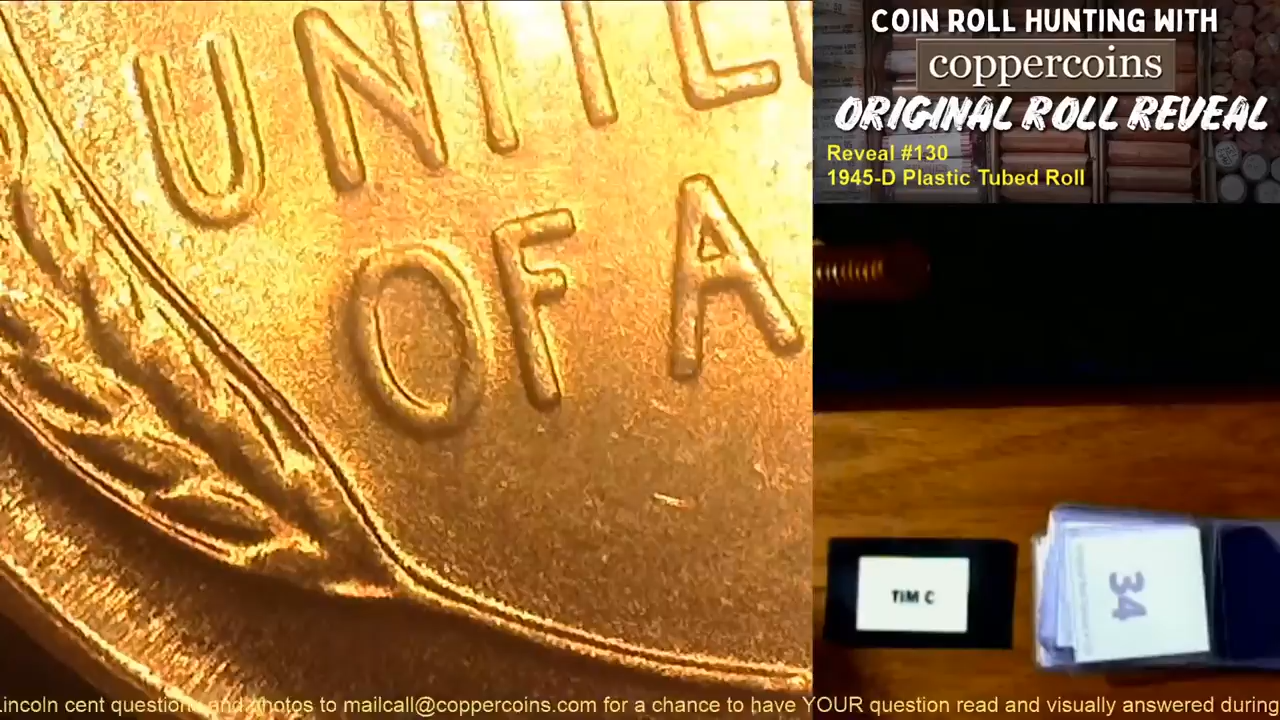 UNITE
OF A
COIN ROLL HUNTING WITH
coppercoins
ORIGINAL ROLL REVEAL
Reveal #130
1945-D Plastic Tubed Roll
TIM C
34
Lincoln cent questions and photos to mailcall@coppercoins.com for a chance to have YOUR question read and visually answered during